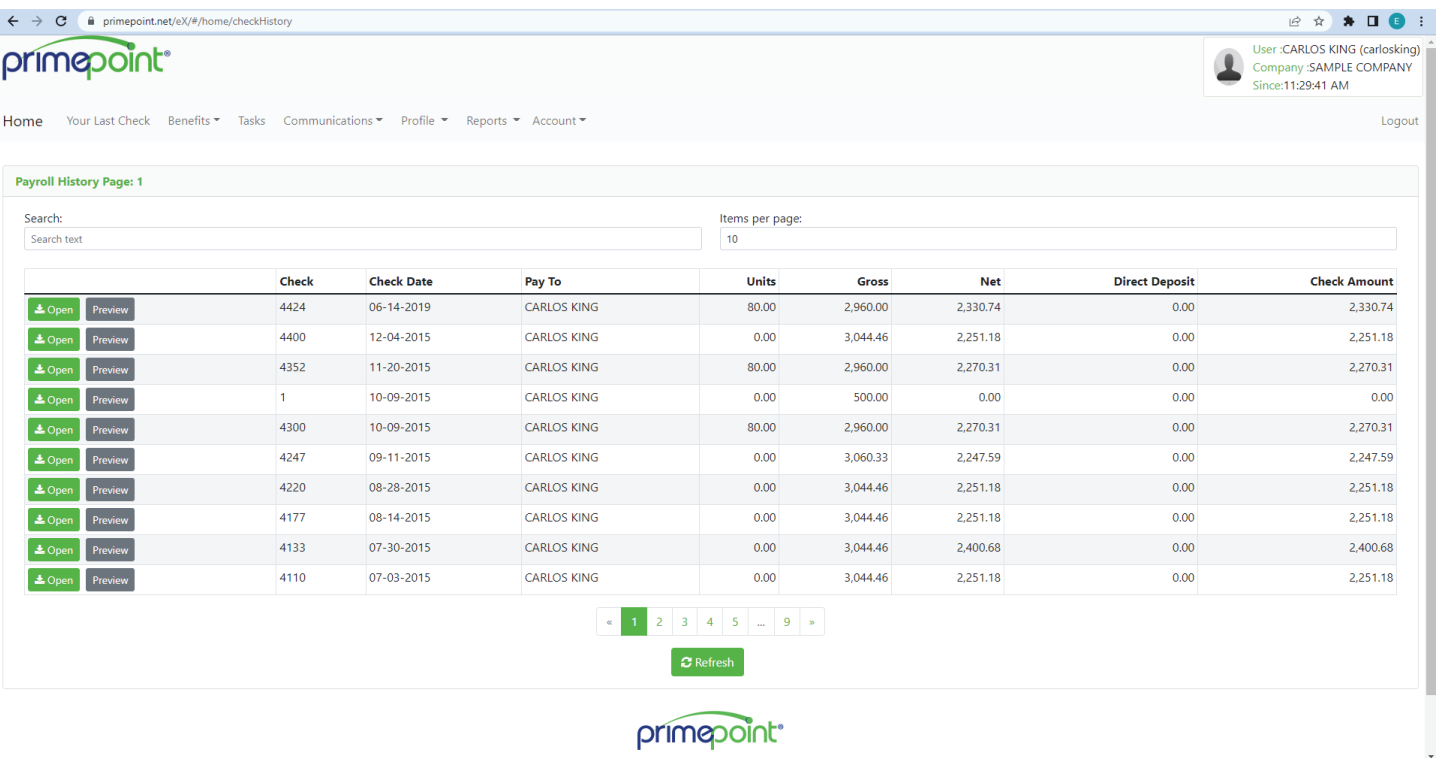 primepoint.net/eX/#/home/checkHistory
E
primepoint®
User :CARLOS KING (carlosking)
Company :SAMPLE COMPANY
Since:11:29:41 AM
Home Your Last Check Benefits Tasks Communications Profile Reports Account Logout
Payroll History Page: 1
Search: Items per page:
Search text 10
Check Check Date Pay To Units Gross Net Direct Deposit Check Amount
Open Preview 4424 06-14-2019 CARLOS KING 80.00 2,960.00 2,330.74 0.00 2,330.74
Open Preview 4400 12-04-2015 CARLOS KING 0.00 3,044.46 2,251.18 0.00 2,251.18
Open Preview 4352 11-20-2015 CARLOS KING 80.00 2,960.00 2,270.31 0.00 2,270.31
Open Preview 1 10-09-2015 CARLOS KING 0.00 500.00 0.00 0.00 0.00
Open Preview 4300 10-09-2015 CARLOS KING 80.00 2,960.00 2,270.31 0.00 2,270.31
Open Preview 4247 09-11-2015 CARLOS KING 0.00 3,060.33 2,247.59 0.00 2,247.59
Open Preview 4220 08-28-2015 CARLOS KING 0.00 3,044.46 2,251.18 0.00 2,251.18
Open Preview 4177 08-14-2015 CARLOS KING 0.00 3,044.46 2,251.18 0.00 2,251.18
Open Preview 4133 07-30-2015 CARLOS KING 0.00 3,044.46 2,400.68 0.00 2,400.68
Open Preview 4110 07-03-2015 CARLOS KING 0.00 3,044.46 2,251.18 0.00 2,251.18
« 1 2 3 4 5 ... 9 »
Refresh
primepoint®